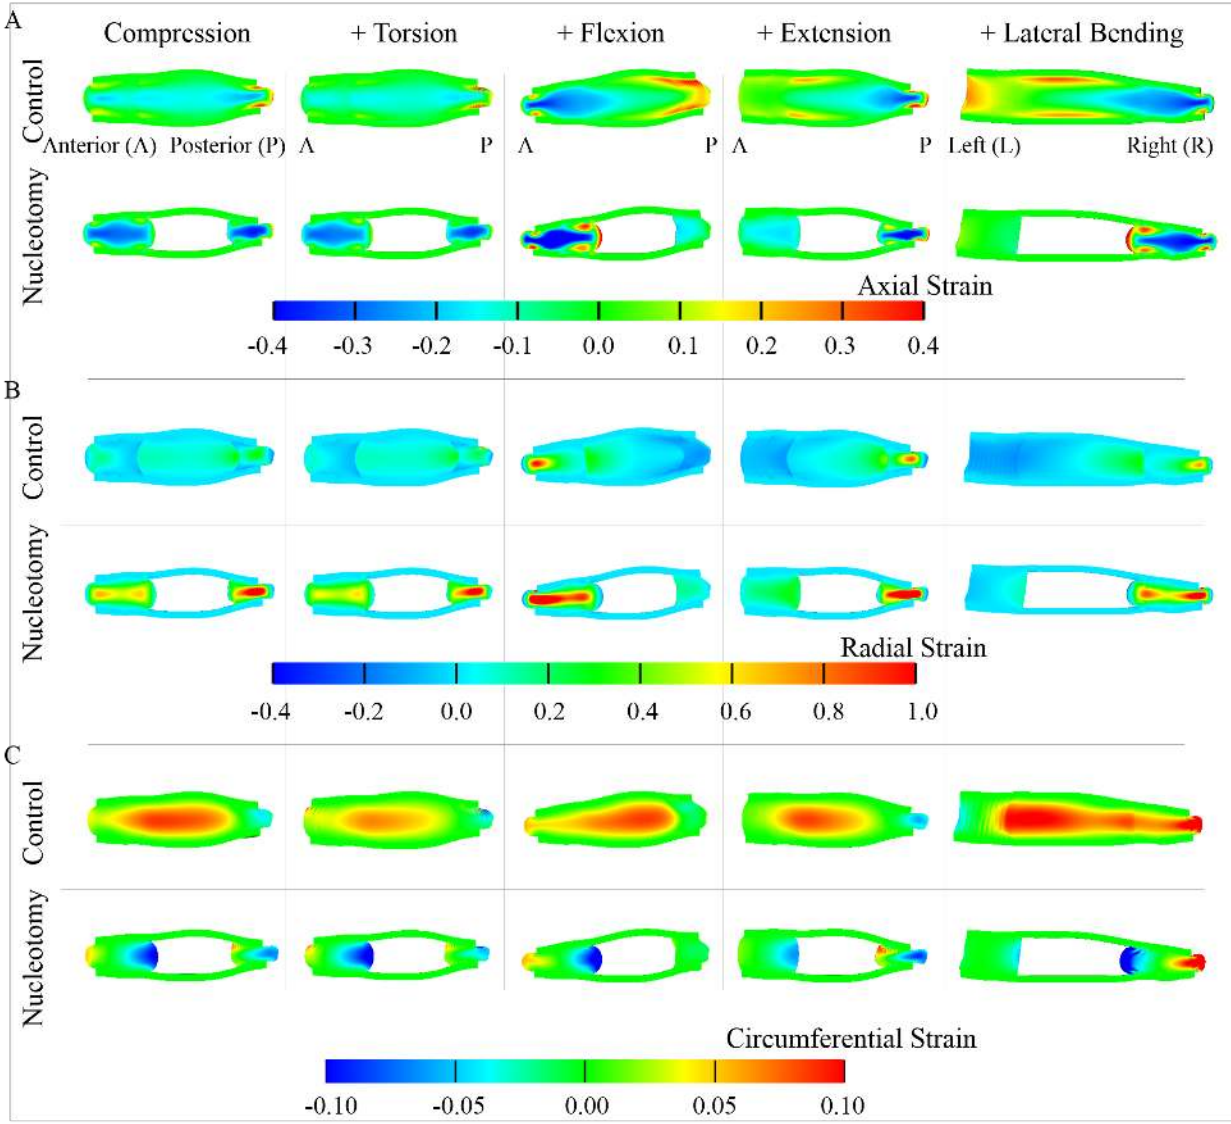 A
Compression + Torsion + Flexion + Extension + Lateral Bending
Control
Anterior (A) Posterior (P) A P A P A P Left (L) Right (R)
Nucleotomy
Axial Strain
-0.4 -0.3 -0.2 -0.1 0.0 0.1 0.2 0.3 0.4
B
Control
Nucleotomy
Radial Strain
-0.4 -0.2 0.0 0.2 0.4 0.6 0.8 1.0
C
Control
Nucleotomy
Circumferential Strain
-0.10 -0.05 0.00 0.05 0.10